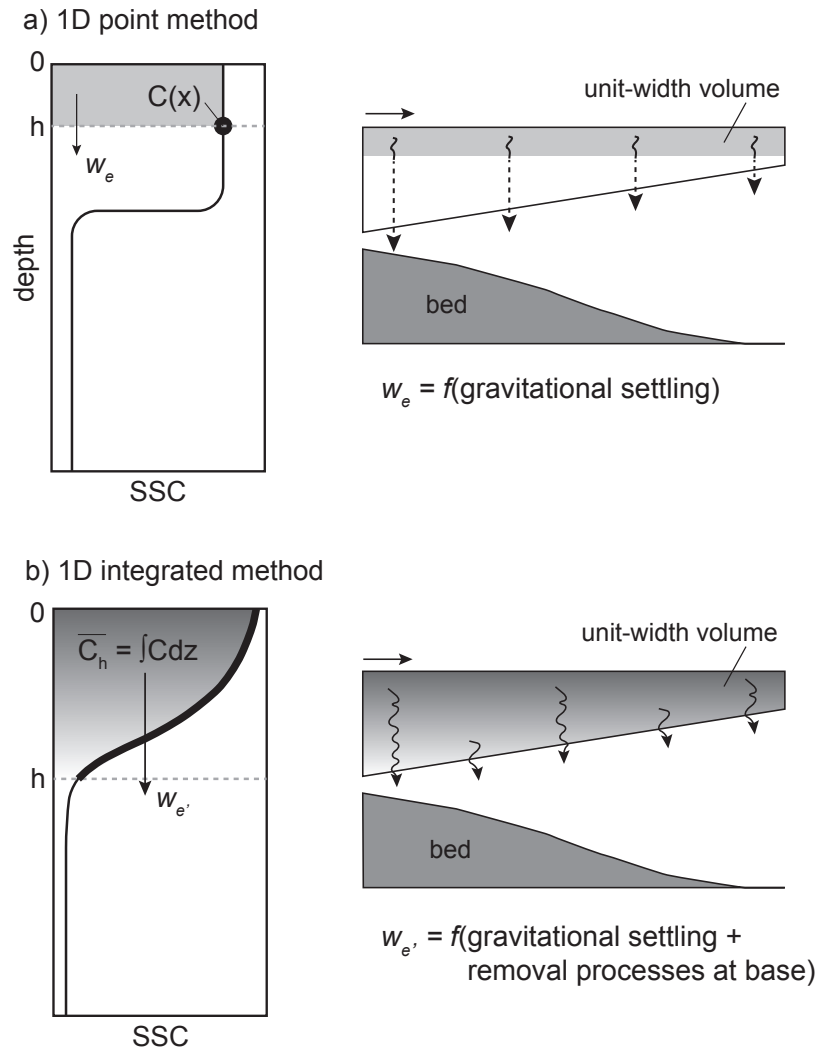 a) 1D point method
0
C(x)
h
w_e
depth
SSC
unit-width volume
bed
w_e = f(gravitational settling)
b) 1D integrated method
0
C̅_h̅ = ∫Cdz
h
w_e'
SSC
unit-width volume
bed
w_e' = f(gravitational settling +
removal processes at base)